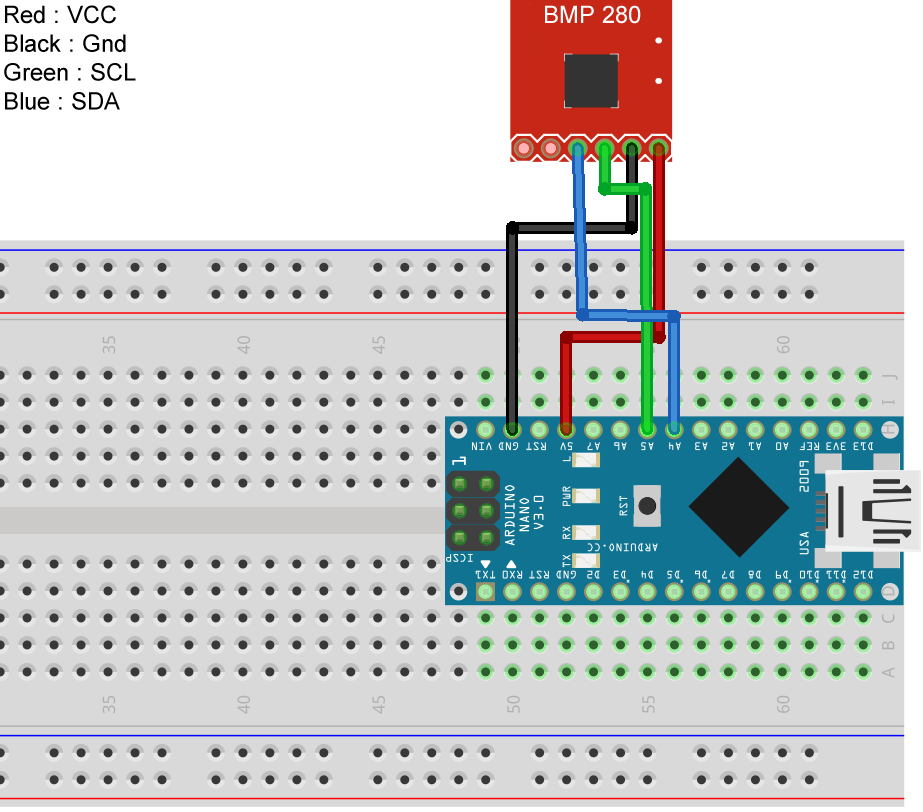 Red : VCC
Black : Gnd
Green : SCL
Blue : SDA
BMP 280
35
40
45
60
J
I
H
VIN GND RST 5V A7 A6 A5 A4 A3 A2 A1 A0 REF 3V3 D13
1
L
PWR
RX
TX
RST
ARDUINO
NANO
V3.0
ARDUINO.CC
ICSP
2005
USA
TX1 RX0 RST GND D2 D3 D4 D5 D6 D7 D8 D9 D10 D11 D12
D
C
B
A
35
40
45
50
55
60